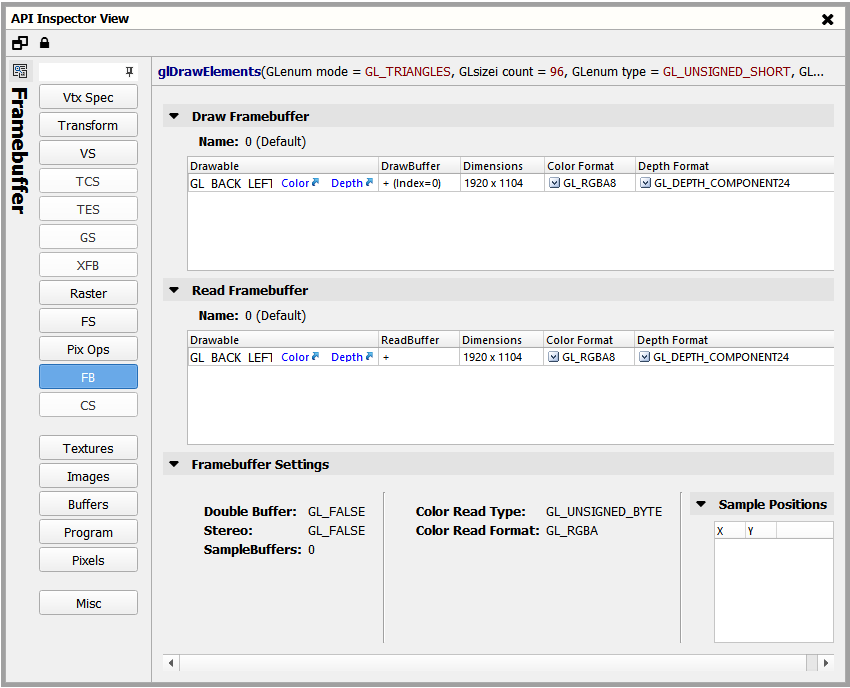 API Inspector View
Framebuffer
Vtx Spec
Transform
VS
TCS
TES
GS
XFB
Raster
FS
Pix Ops
FB
CS
Textures
Images
Buffers
Program
Pixels
Misc
glDrawElements(GLenum mode = GL_TRIANGLES, GLsizei count = 96, GLenum type = GL_UNSIGNED_SHORT, GL...
Draw Framebuffer
Name: 0 (Default)
Drawable DrawBuffer Dimensions Color Format Depth Format
GL_BACK_LEFT Color Depth + (Index=0) 1920 x 1104 GL_RGBA8 GL_DEPTH_COMPONENT24
Read Framebuffer
Name: 0 (Default)
Drawable ReadBuffer Dimensions Color Format Depth Format
GL_BACK_LEFT Color Depth + 1920 x 1104 GL_RGBA8 GL_DEPTH_COMPONENT24
Framebuffer Settings
Double Buffer: GL_FALSE
Stereo: GL_FALSE
SampleBuffers: 0
Color Read Type: GL_UNSIGNED_BYTE
Color Read Format: GL_RGBA
Sample Positions
X Y